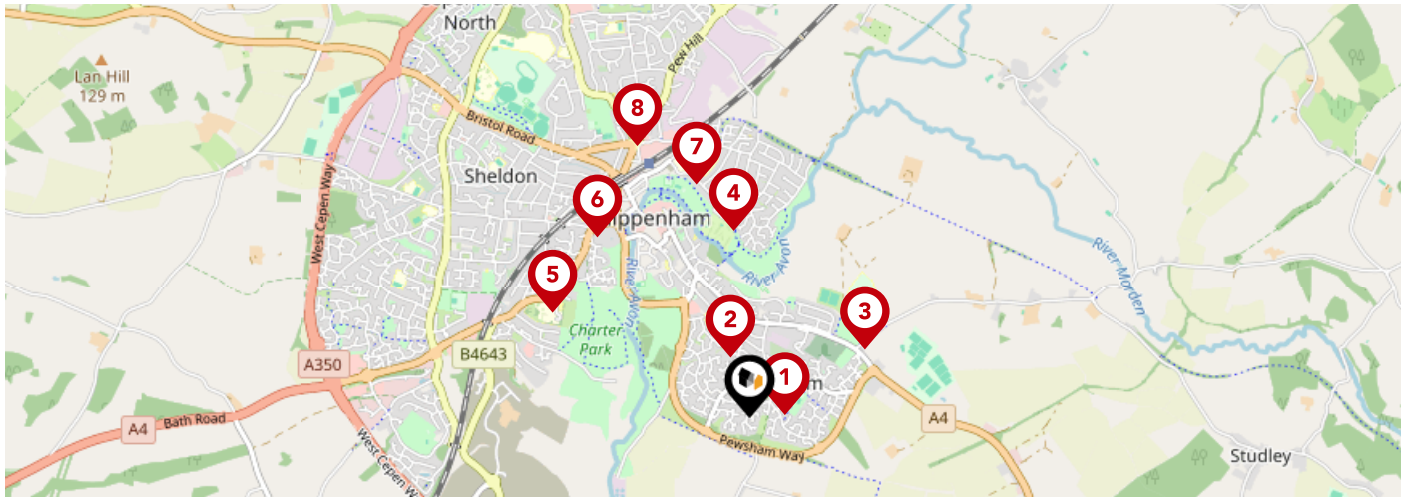 North
Lan Hill
129 m
Pew Hill
8
Bristol Road
7
Sheldon
4
6
ippenham
West Cepen Way
River Avon
River Avon
River Morden
5
3
2
Charter
Park
B4643
A350
1
m
A4
Bath Road
A4
West Cepen W
Pewsham Way
Studley